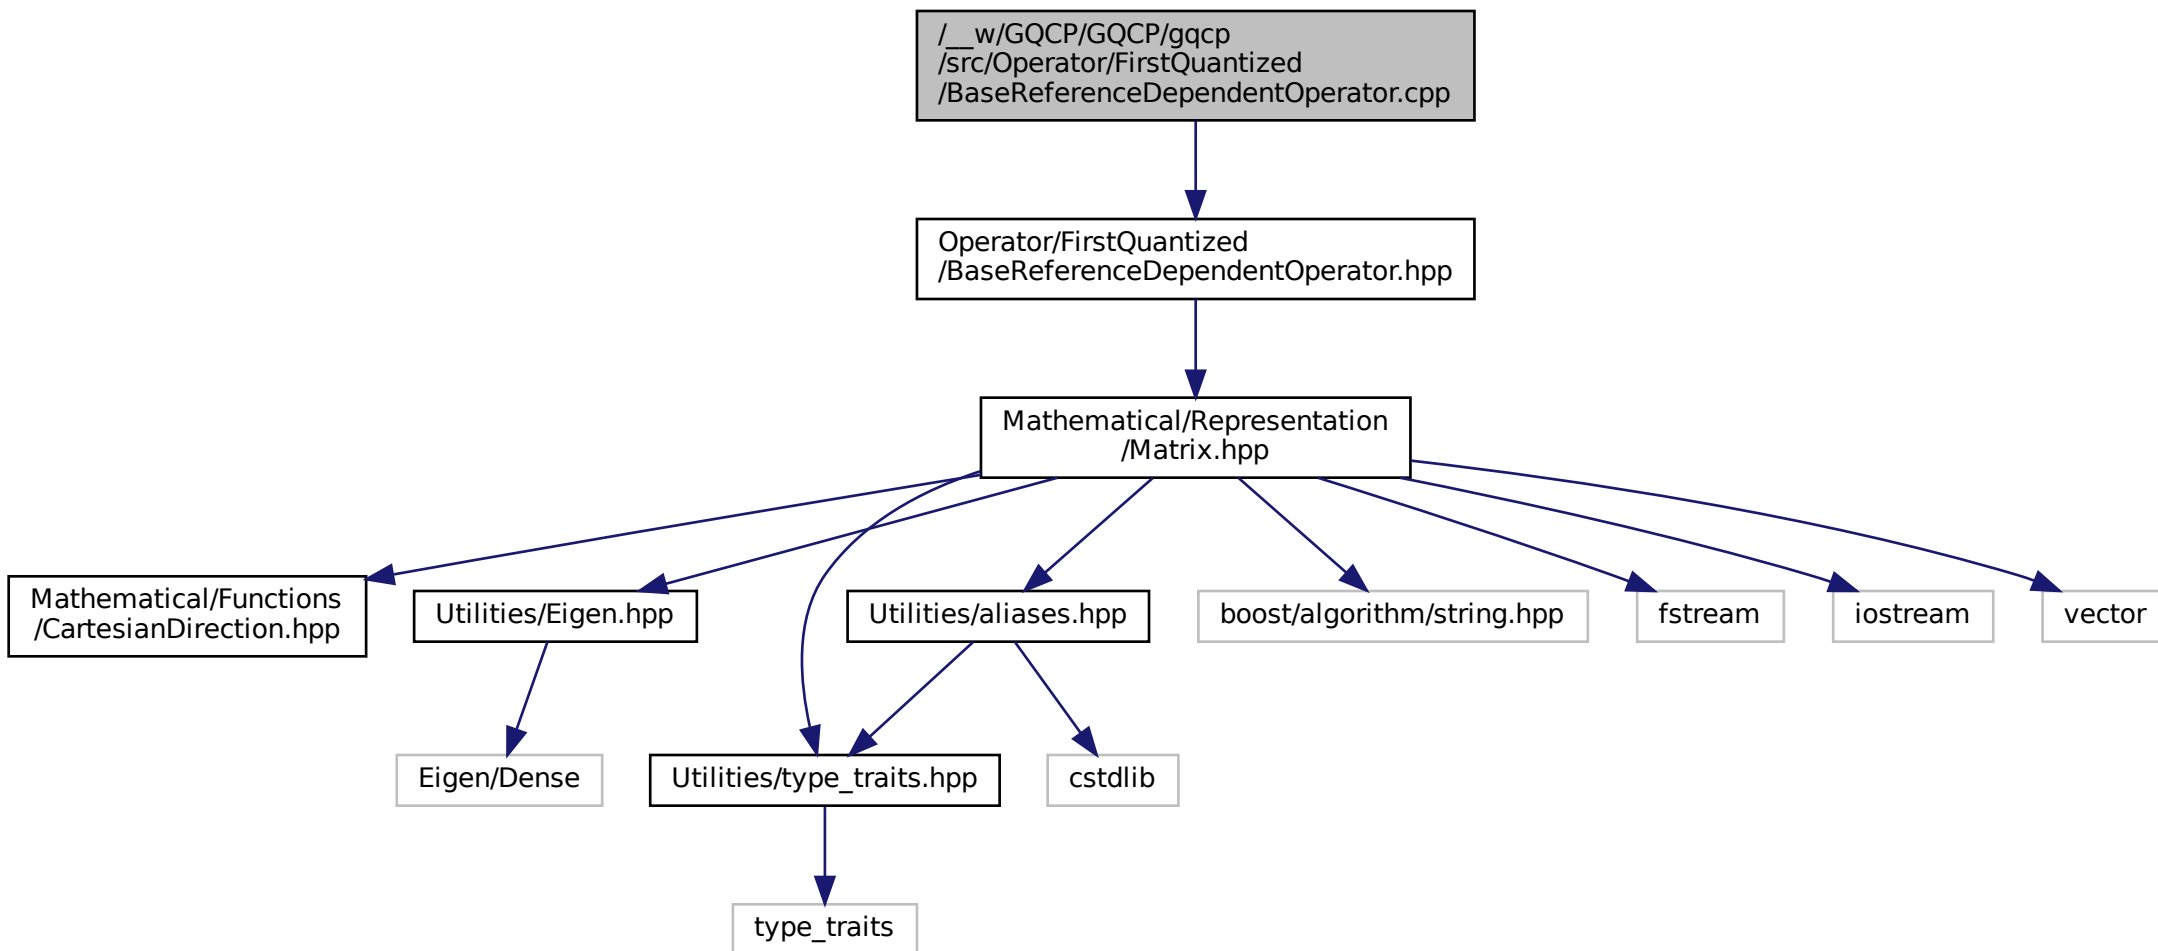 /__w/GQCP/GQCP/gqcp
/src/Operator/FirstQuantized
/BaseReferenceDependentOperator.cpp
Operator/FirstQuantized
/BaseReferenceDependentOperator.hpp
Mathematical/Representation
/Matrix.hpp
Mathematical/Functions
/CartesianDirection.hpp
Utilities/Eigen.hpp
Utilities/aliases.hpp
boost/algorithm/string.hpp
fstream
iostream
vector
Eigen/Dense
Utilities/type_traits.hpp
cstdlib
type_traits